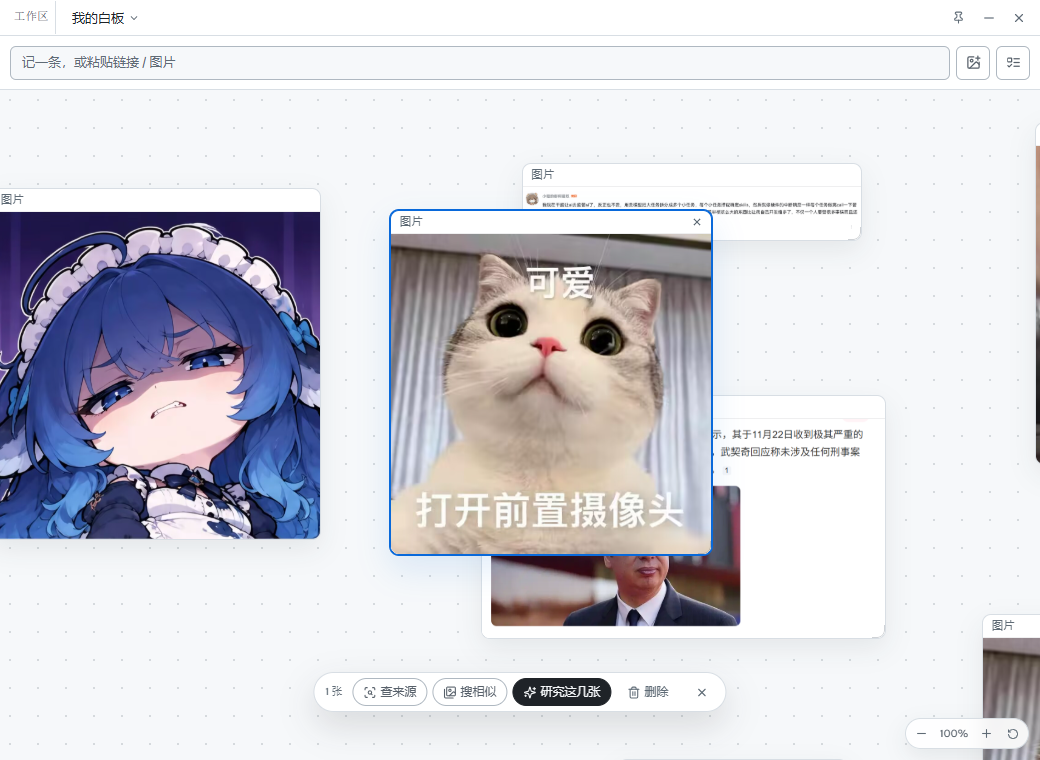 工作区
我的白板
记一条，或粘贴链接 / 图片
图片
图片
图片
可爱
打开前置摄像头
示，其于11月22日收到极其严重的
，武契奇回应称未涉及任何刑事案
1
图片
1 张
查来源
搜相似
研究这几张
删除
100%